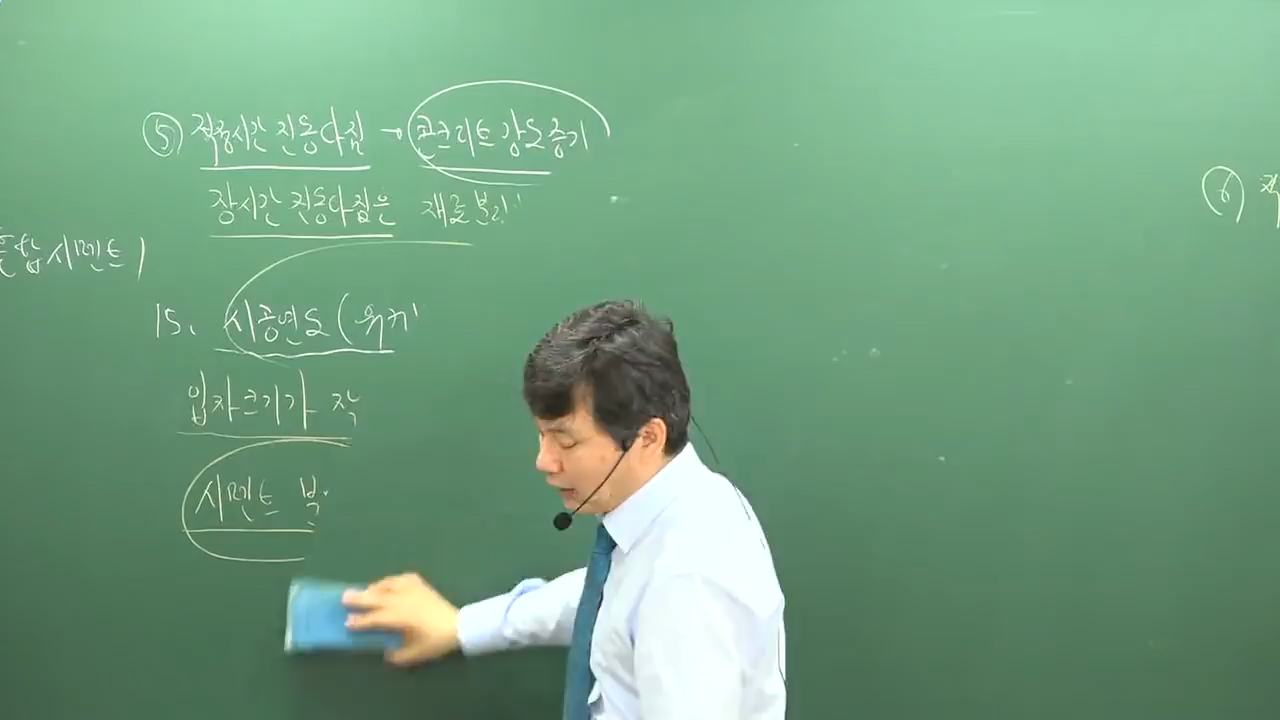 ⑤ 적정시간 진동다짐 → 콘크리트 강도 증가
장시간 진동다짐은 재료분리
혼합시멘트)
15. 시공연도(워커
입자크기가 작
시멘트
⑥